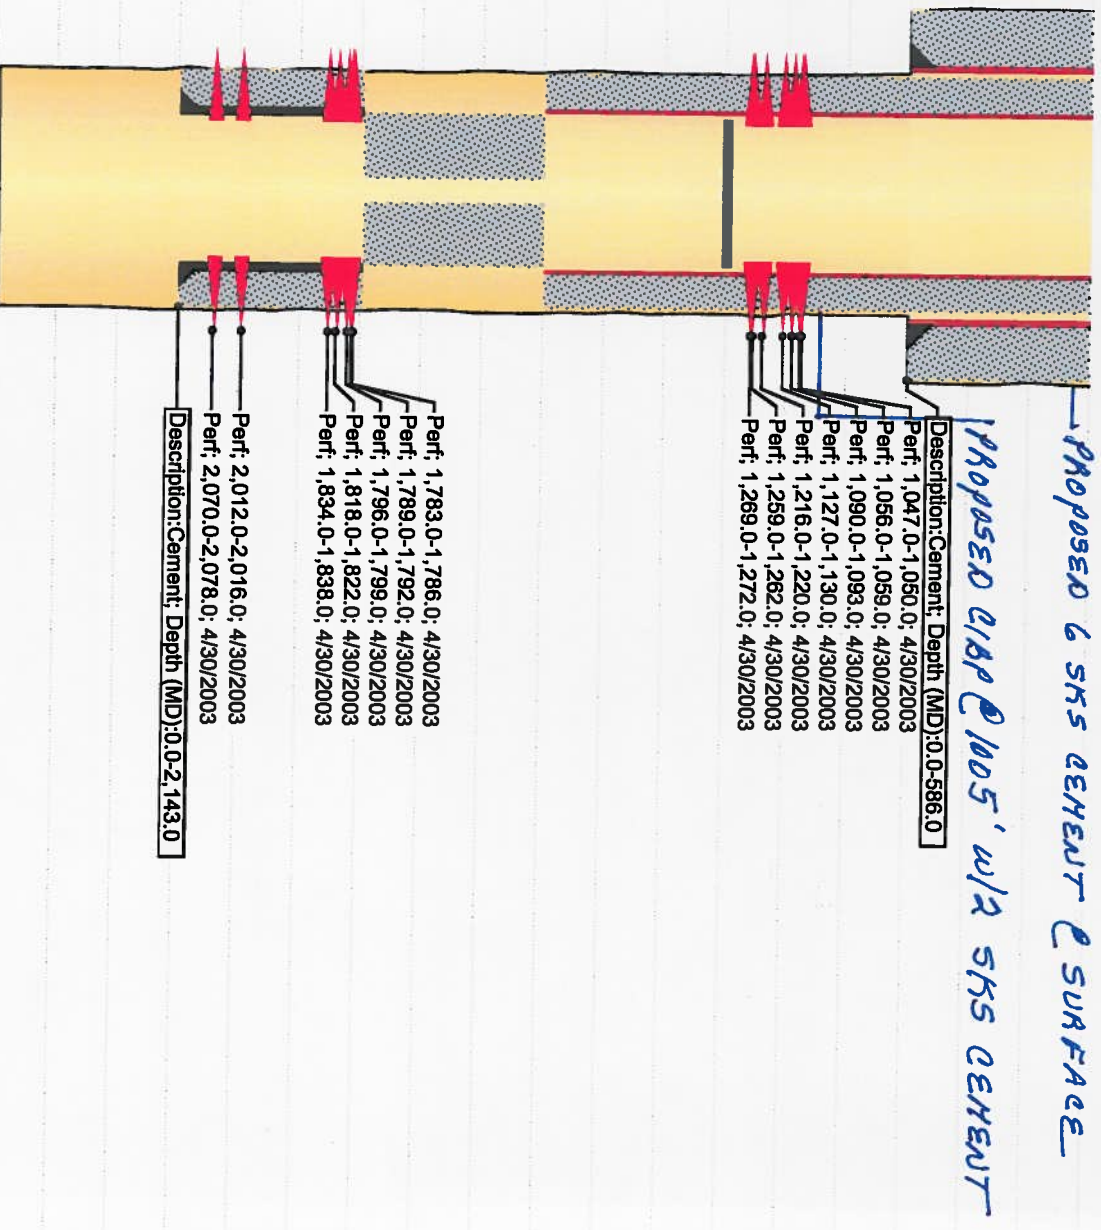 PROPOSED 6 SKS CEMENT @ SURFACE
PROPOSED CIBP @ 1005' W/2 SKS CEMENT
Description:Cement; Depth (MD):0.0-586.0
Perf; 1,047.0-1,050.0; 4/30/2003
Perf; 1,056.0-1,059.0; 4/30/2003
Perf; 1,090.0-1,093.0; 4/30/2003
Perf; 1,127.0-1,130.0; 4/30/2003
Perf; 1,216.0-1,220.0; 4/30/2003
Perf; 1,259.0-1,262.0; 4/30/2003
Perf; 1,269.0-1,272.0; 4/30/2003
Perf; 1,783.0-1,786.0; 4/30/2003
Perf; 1,789.0-1,792.0; 4/30/2003
Perf; 1,796.0-1,799.0; 4/30/2003
Perf; 1,818.0-1,822.0; 4/30/2003
Perf; 1,834.0-1,838.0; 4/30/2003
Perf; 2,012.0-2,016.0; 4/30/2003
Perf; 2,070.0-2,078.0; 4/30/2003
Description:Cement; Depth (MD):0.0-2,143.0